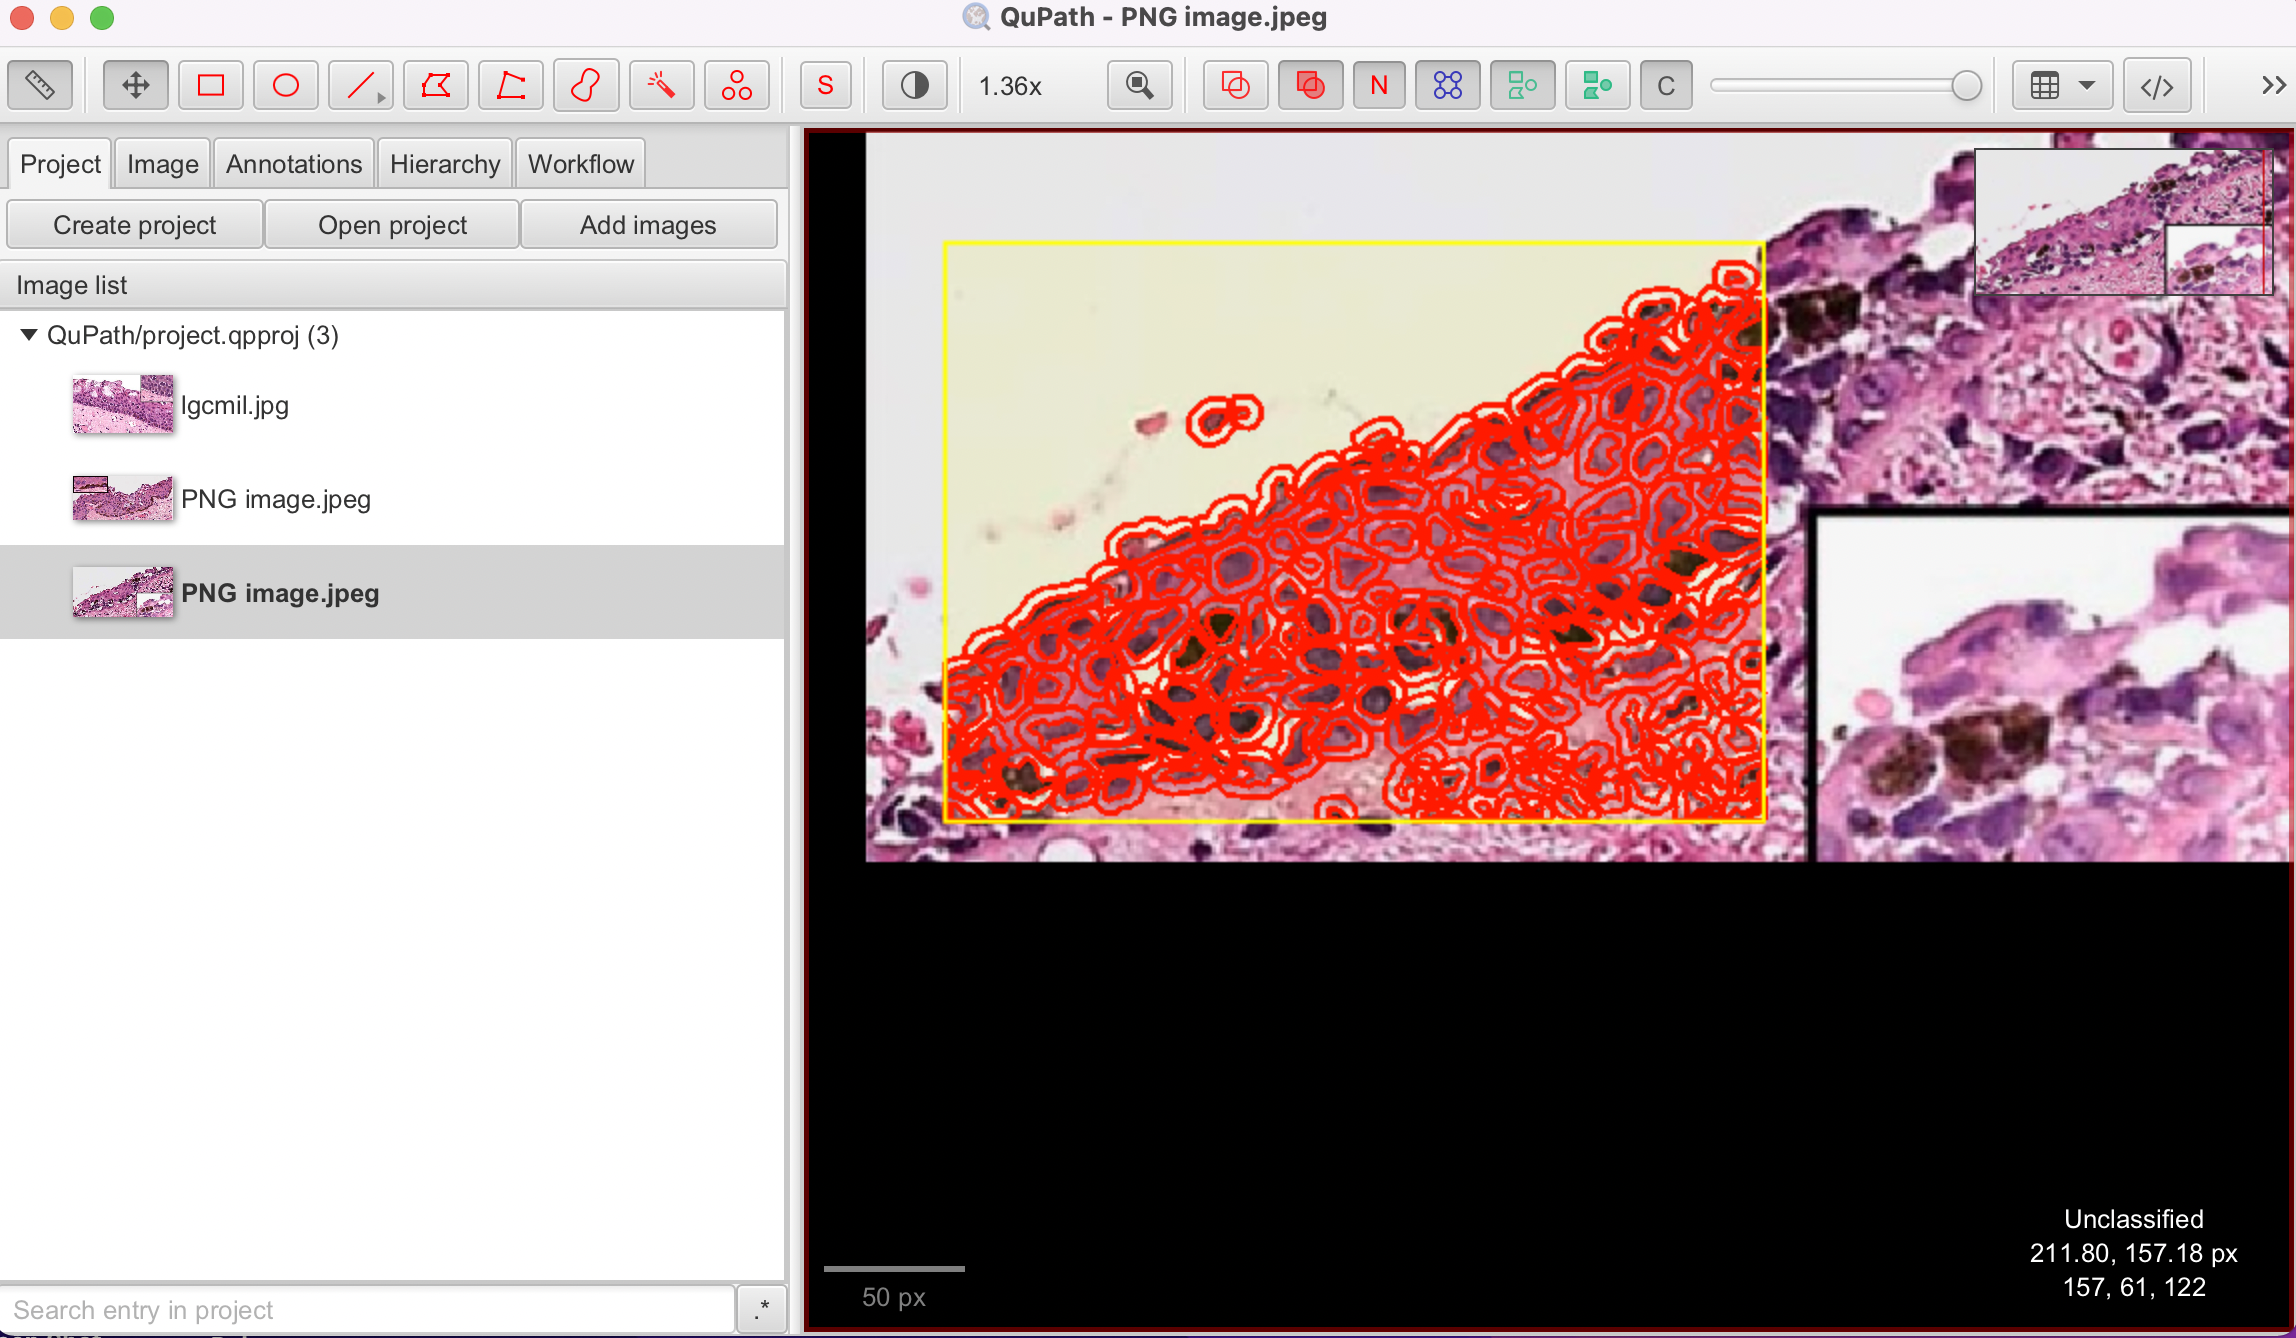 QuPath - PNG image.jpeg
S
1.36x
N
C
</>
Project
Image
Annotations
Hierarchy
Workflow
Create project
Open project
Add images
Image list
QuPath/project.qpproj (3)
lgcmil.jpg
PNG image.jpeg
PNG image.jpeg
Search entry in project
.*
50 px
Unclassified
211.80, 157.18 px
157, 61, 122